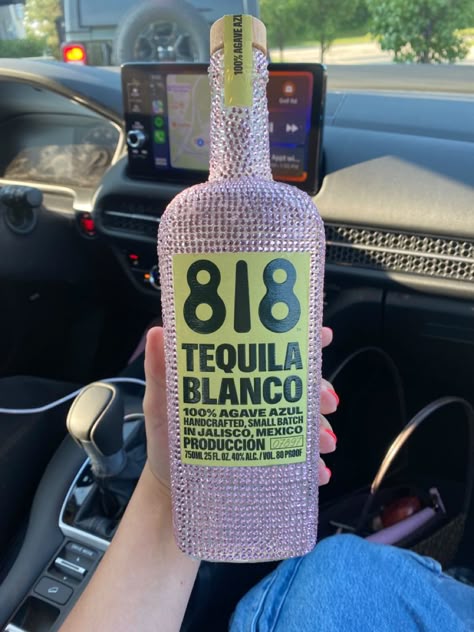 100% AGAVE AZUL
818
TEQUILA
BLANCO
100% AGAVE AZUL
HANDCRAFTED, SMALL BATCH
IN JALISCO, MEXICO
PRODUCCIÓN
750ML 25 FL. OZ. 40% ALC. / VOL. 80 PROOF